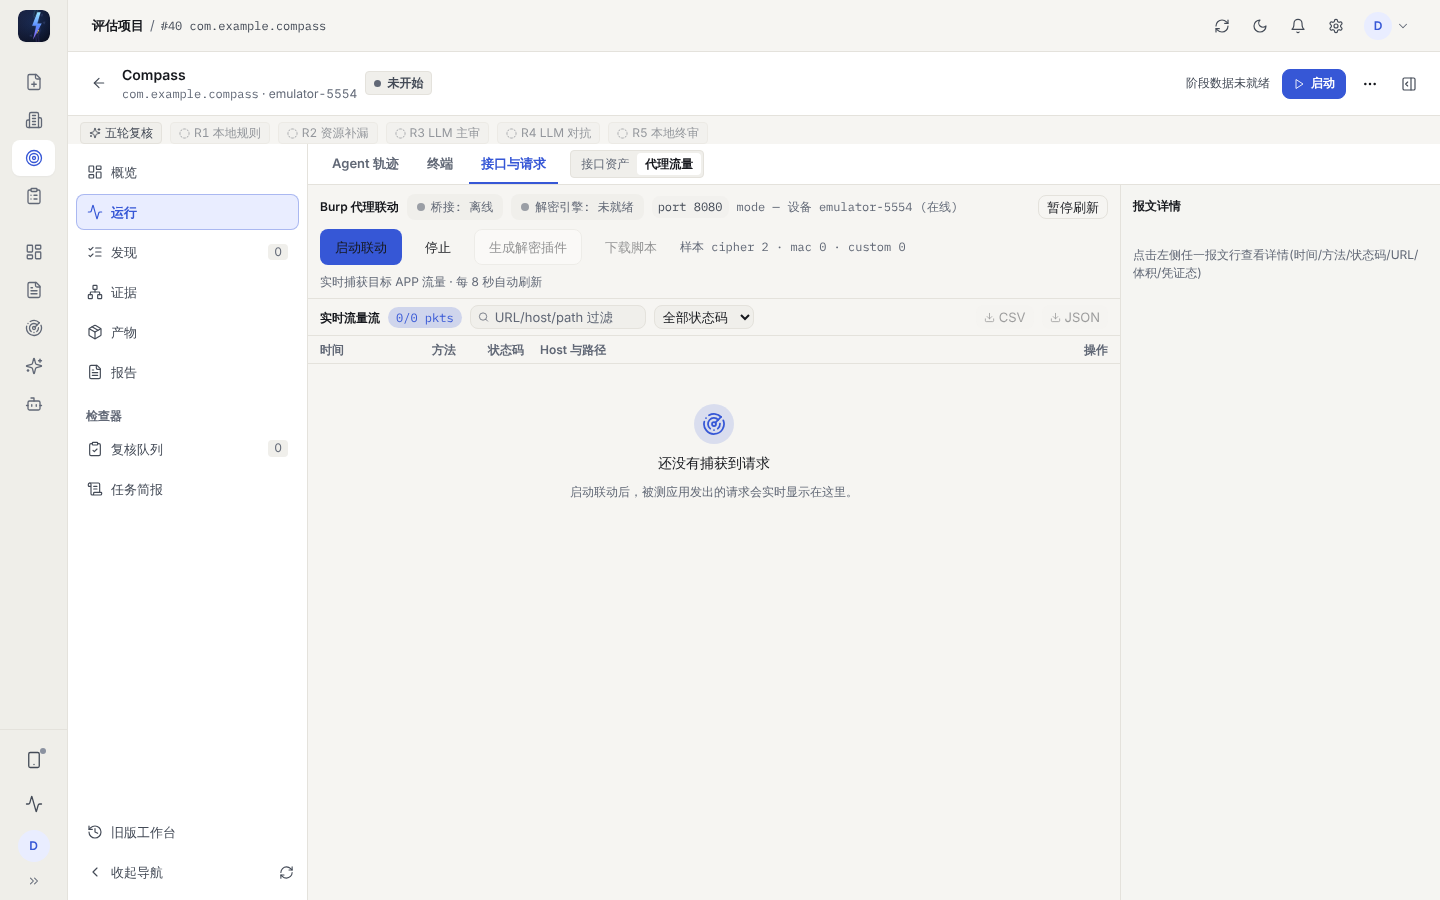 评估项目 / #40 com.example.compass
D
Compass
com.example.compass · emulator-5554
未开始
阶段数据未就绪
启动
五轮复核
R1 本地规则
R2 资源补漏
R3 LLM 主审
R4 LLM 对抗
R5 本地终审
概览
运行
发现 0
证据
产物
报告
检查器
复核队列 0
任务简报
旧版工作台
收起导航
D
Agent 轨迹
终端
接口与请求
接口资产
代理流量
Burp 代理联动
桥接: 离线
解密引擎: 未就绪
port 8080
mode — 设备 emulator-5554 (在线)
暂停刷新
启动联动
停止
生成解密插件
下载脚本
样本 cipher 2 · mac 0 · custom 0
实时捕获目标 APP 流量 · 每 8 秒自动刷新
实时流量流
0/0 pkts
URL/host/path 过滤
全部状态码
CSV
JSON
时间 方法 状态码 Host 与路径 操作
还没有捕获到请求
启动联动后，被测应用发出的请求会实时显示在这里。
报文详情
点击左侧任一报文行查看详情(时间/方法/状态码/URL/
体积/凭证态)